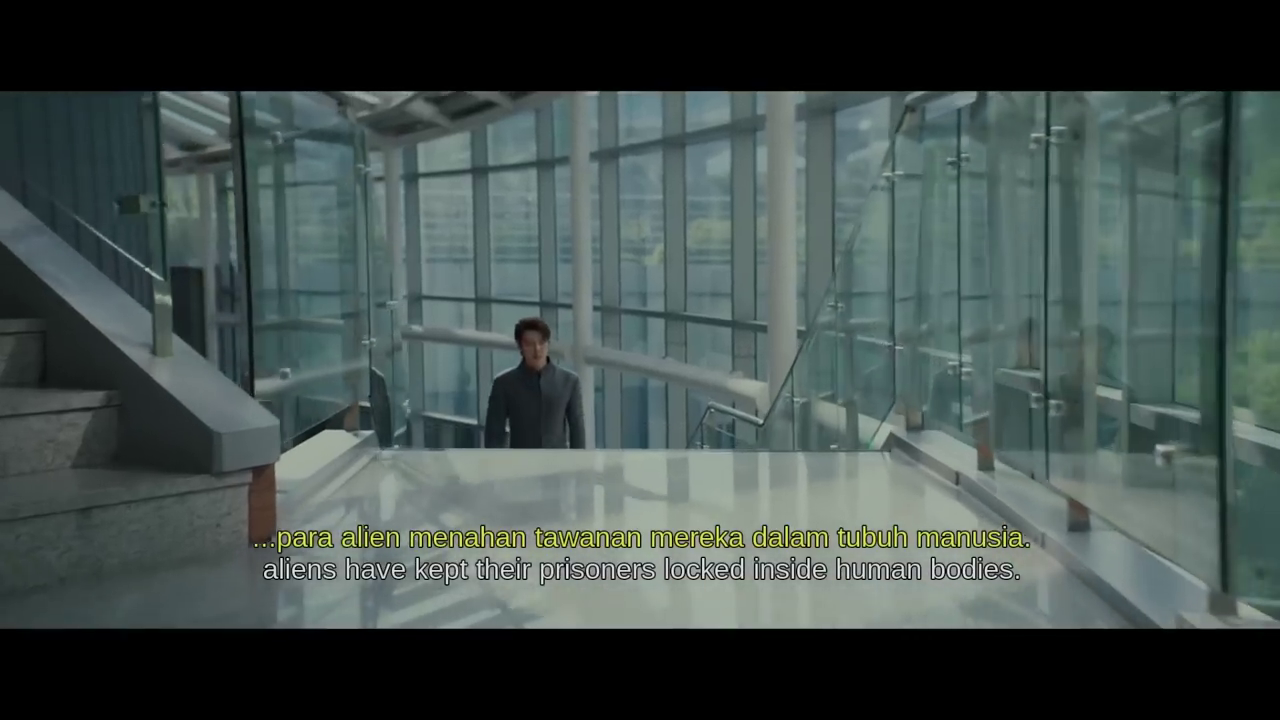 ...para alien menahan tawanan mereka dalam tubuh manusia.
aliens have kept their prisoners locked inside human bodies.